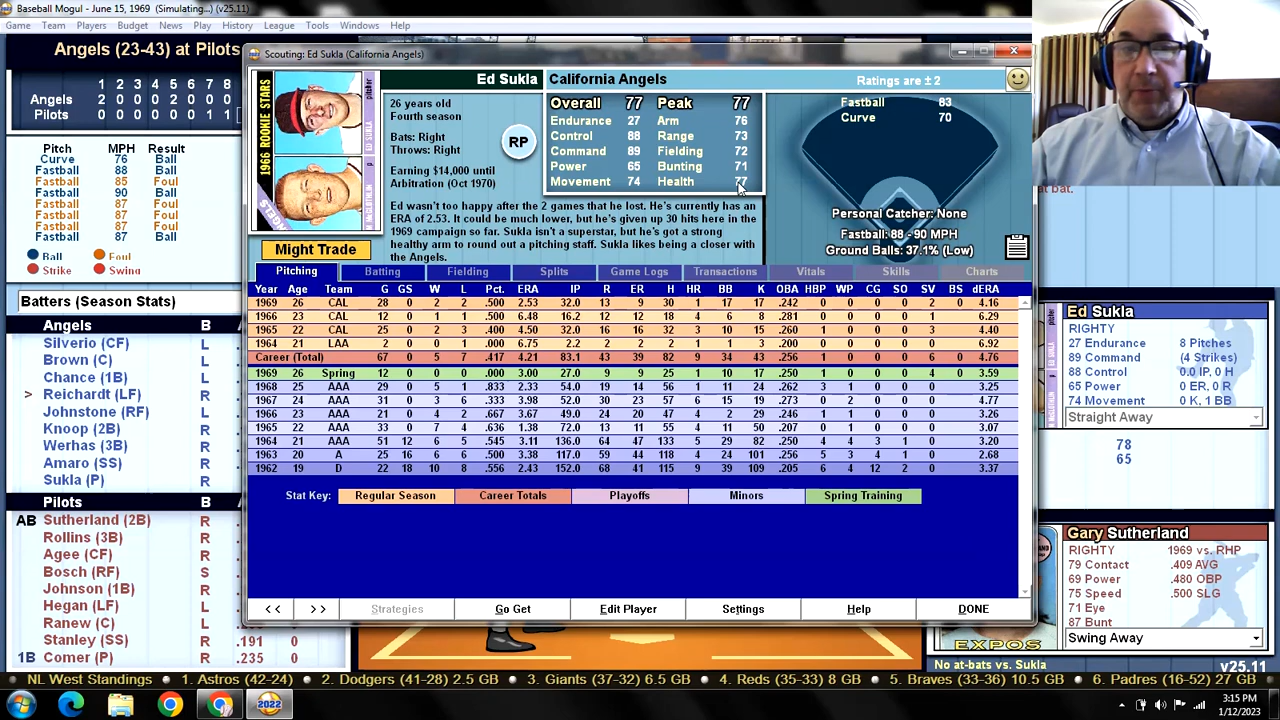 Baseball Mogul - June 15, 1969 (Simulating...) (v25.11)
Game Team Players Budget News Play History League Tools Windows Help
Angels (23-43) at Pilots
1 2 3 4 5 6 7 8
Angels 2 0 0 0 2 0 0 0
Pilots 0 0 0 0 0 0 1 1
Pitch MPH Result
Curve 76 Ball
Fastball 88 Ball
Fastball 85 Foul
Fastball 90 Ball
Fastball 87 Foul
Fastball 87 Foul
Fastball 87 Foul
Fastball 87 Ball
Ball Foul
Strike Swing
Batters (Season Stats)
Angels B
Silverio (CF) L
Brown (C) L
Chance (1B) L
> Reichardt (LF) R
Johnstone (RF) L
Knoop (2B) R
Werhas (3B) R
Amaro (SS) R
Sukla (P) R
Pilots B
AB Sutherland (2B) R
Rollins (3B) R
Agee (CF) R
Bosch (RF) S
Johnson (1B) R
Hegan (LF) L
Ranew (C) L
Stanley (SS) R .191 0
1B Comer (P) R .235 0
Scouting: Ed Sukla (California Angels)
1966 ROOKIE STARS
pitcher
ED SUKLA
ANGELS
Ed Sukla
26 years old
Fourth season
Bats: Right
Throws: Right
Earning $14,000 until
Arbitration (Oct 1970)
RP
California Angels
Overall 77 Peak 77
Endurance 27 Arm 76
Control 88 Range 73
Command 89 Fielding 72
Power 65 Bunting 71
Movement 74 Health 77
Ratings are ± 2
Fastball 83
Curve 70
Personal Catcher: None
Fastball: 88 - 90 MPH
Ground Balls: 37.1% (Low)
Ed wasn't too happy after the 2 games that he lost. He's currently has an
ERA of 2.53. It could be much lower, but he's given up 30 hits here in the
1969 campaign so far. Sukla isn't a superstar, but he's got a strong
healthy arm to round out a pitching staff. Sukla likes being a closer with
the Angels.
Might Trade
Pitching Batting Fielding Splits Game Logs Transactions Vitals Skills Charts
Year Age Team G GS W L Pct. ERA IP R ER H HR BB K OBA HBP WP CG SO SV BS dERA
1969 26 CAL 28 0 2 2 .500 2.53 32.0 13 9 30 1 17 17 .242 0 0 0 0 2 0 4.16
1966 23 CAL 12 0 1 1 .500 6.48 16.2 12 12 18 4 6 8 .281 0 0 0 0 1 0 6.29
1965 22 CAL 25 0 2 3 .400 4.50 32.0 16 16 32 3 10 15 .260 1 0 0 0 3 0 4.40
1964 21 LAA 2 0 0 1 .000 6.75 2.2 2 2 2 1 1 3 .200 0 0 0 0 0 0 6.92
Career (Total) 67 0 5 7 .417 4.21 83.1 43 39 82 9 34 43 .256 1 0 0 0 6 0 4.76
1969 26 Spring 12 0 0 0 .000 3.00 27.0 9 9 25 1 10 17 .250 1 0 0 0 4 0 3.59
1968 25 AAA 29 0 5 1 .833 2.33 54.0 19 14 56 1 11 24 .262 3 1 0 0 0 0 3.25
1967 24 AAA 31 0 3 6 .333 3.98 52.0 30 23 57 6 15 19 .273 0 2 0 0 0 0 4.77
1966 23 AAA 21 0 4 2 .667 3.67 49.0 24 20 47 4 2 29 .246 1 1 0 0 0 0 3.26
1965 22 AAA 33 0 7 4 .636 1.38 72.0 13 11 55 4 11 50 .207 1 1 0 0 0 0 3.07
1964 21 AAA 51 12 6 5 .545 3.11 136.0 64 47 133 5 29 82 .250 4 4 3 1 0 0 3.20
1963 20 A 25 16 6 6 .500 3.38 117.0 59 44 118 4 24 101 .256 5 3 4 1 0 0 2.68
1962 19 D 22 18 10 8 .556 2.43 152.0 68 41 115 9 39 109 .205 6 4 12 2 0 0 3.37
Stat Key: Regular Season Career Totals Playoffs Minors Spring Training
<< >> Strategies Go Get Edit Player Settings Help DONE
at bat.
Ed Sukla
RIGHTY
27 Endurance 8 Pitches
89 Command (4 Strikes)
88 Control 0.0 IP, 0 H
65 Power 0 ER, 0 R
74 Movement 0 K, 1 BB
Straight Away
78
65
Gary Sutherland
RIGHTY 1969 vs. RHP
79 Contact .409 AVG
69 Power .480 OBP
75 Speed .500 SLG
71 Eye
87 Bunt
Swing Away
EXPOS
No at-bats vs. Sukla
v25.11
NL West Standings 1. Astros (42-24) 2. Dodgers (41-28) 2.5 GB 3. Giants (37-32) 6.5 GB 4. Reds (35-33) 8 GB 5. Braves (33-36) 10.5 GB 6. Padres (16-52) 27 GB
2022
3:15 PM
1/12/2023